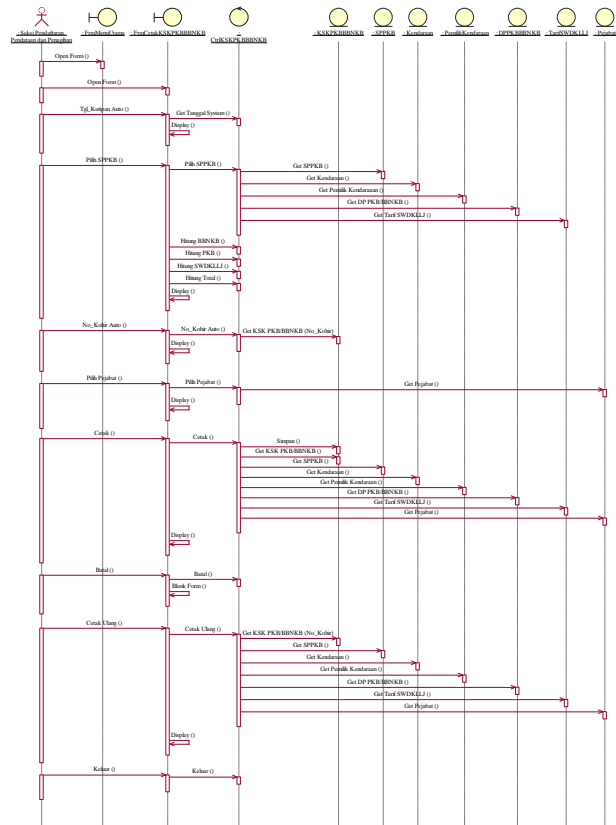 : Seksi Pendaftaran,
Pendataan dan Penagihan
: FrmMenuUtama
: FrmCetakKSKPKBBBNKB
:
CtrlKSKPKBBBNKB
: KSKPKBBBNKB
: SPPKB
: Kendaraan
: PemilikKendaraan
: DPPKBBBNKB
: TarifSWDKLLJ
: Pejabat
Open Form ()
Open Form ()
Tgl_Kutipan Auto ()
Get Tanggal System ()
Display ()
Pilih SPPKB ()
Pilih SPPKB ()
Get SPPKB ()
Get Kendaraan ()
Get Pemilik Kendaraaan ()
Get DP PKB/BBNKB ()
Get Tarif SWDKLLJ ()
Hitung BBNKB ()
Hitung PKB ()
Hitung SWDKLLJ ()
Hitung Total ()
Display ()
No_Kohir Auto ()
No_Kohir Auto ()
Get KSK PKB/BBNKB (No_Kohir)
Display ()
Pilih Pejabat ()
Pilih Pejabat ()
Get Pejabat ()
Display ()
Cetak ()
Cetak ()
Simpan ()
Get KSK PKB/BBNKB ()
Get SPPKB ()
Get Kendaraan ()
Get Pemilik Kendaraan ()
Get DP PKB/BBNKB ()
Get Tarif SWDKLLJ ()
Get Pejabat ()
Display ()
Batal ()
Batal ()
Blank Form ()
Cetak Ulang ()
Cetak Ulang ()
Get KSK PKB/BBNKB (No_Kohir)
Get SPPKB ()
Get Kendaraan ()
Get Pemilik Kendaraan ()
Get DP PKB/BBNKB ()
Get Tarif SWDKLLJ ()
Get Pejabat ()
Display ()
Keluar ()
Keluar ()